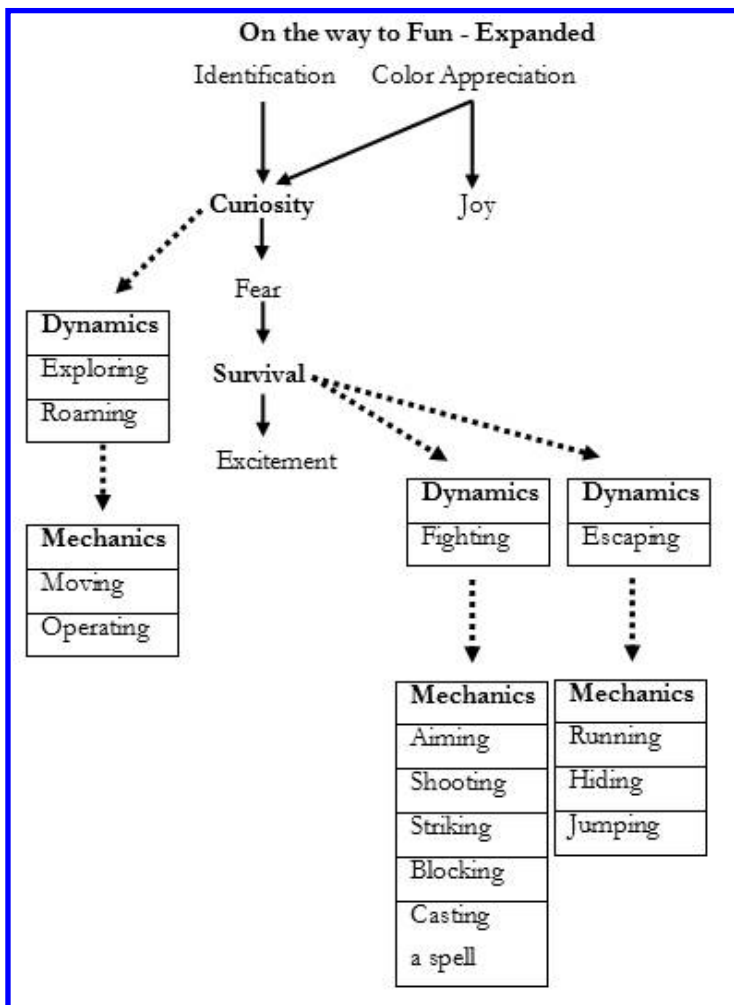 On the way to Fun - Expanded
Identification
Color Appreciation
Curiosity
Joy
Fear
Dynamics
Exploring
Roaming
Survival
Excitement
Mechanics
Moving
Operating
Dynamics
Fighting
Dynamics
Escaping
Mechanics
Aiming
Shooting
Striking
Blocking
Casting
a spell
Mechanics
Running
Hiding
Jumping